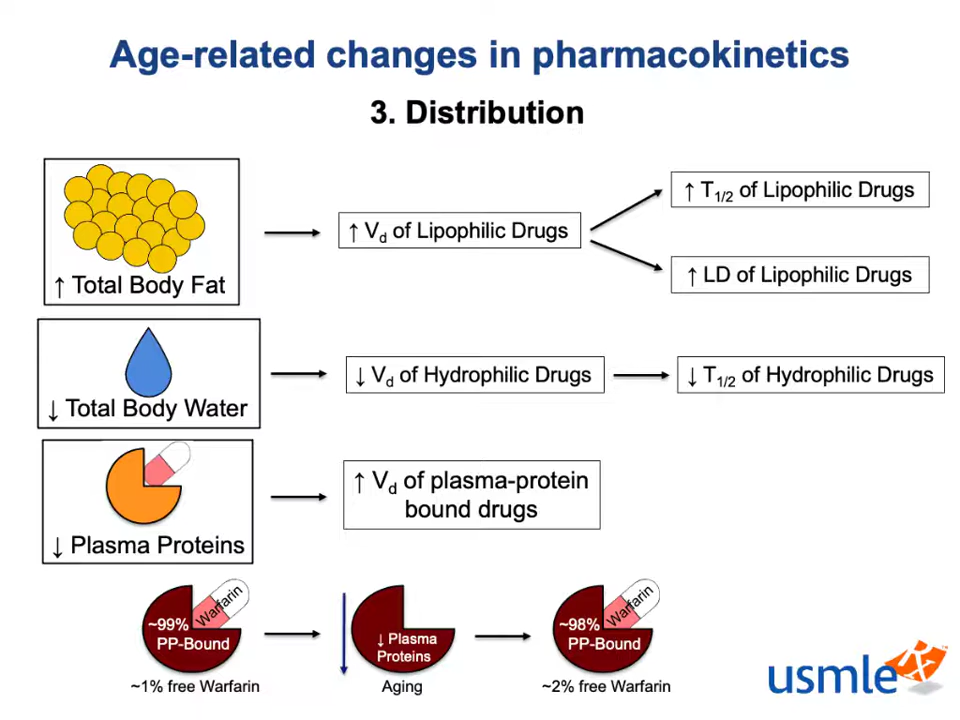 Age-related changes in pharmacokinetics
3. Distribution
↑ Total Body Fat
↑ Vd of Lipophilic Drugs
↑ T1/2 of Lipophilic Drugs
↑ LD of Lipophilic Drugs
↓ Total Body Water
↓ Vd of Hydrophilic Drugs
↓ T1/2 of Hydrophilic Drugs
↓ Plasma Proteins
↑ Vd of plasma-protein
bound drugs
~99%
PP-Bound
Warfarin
~1% free Warfarin
↓ Plasma
Proteins
Aging
~98%
PP-Bound
Warfarin
~2% free Warfarin
usmle
Rx